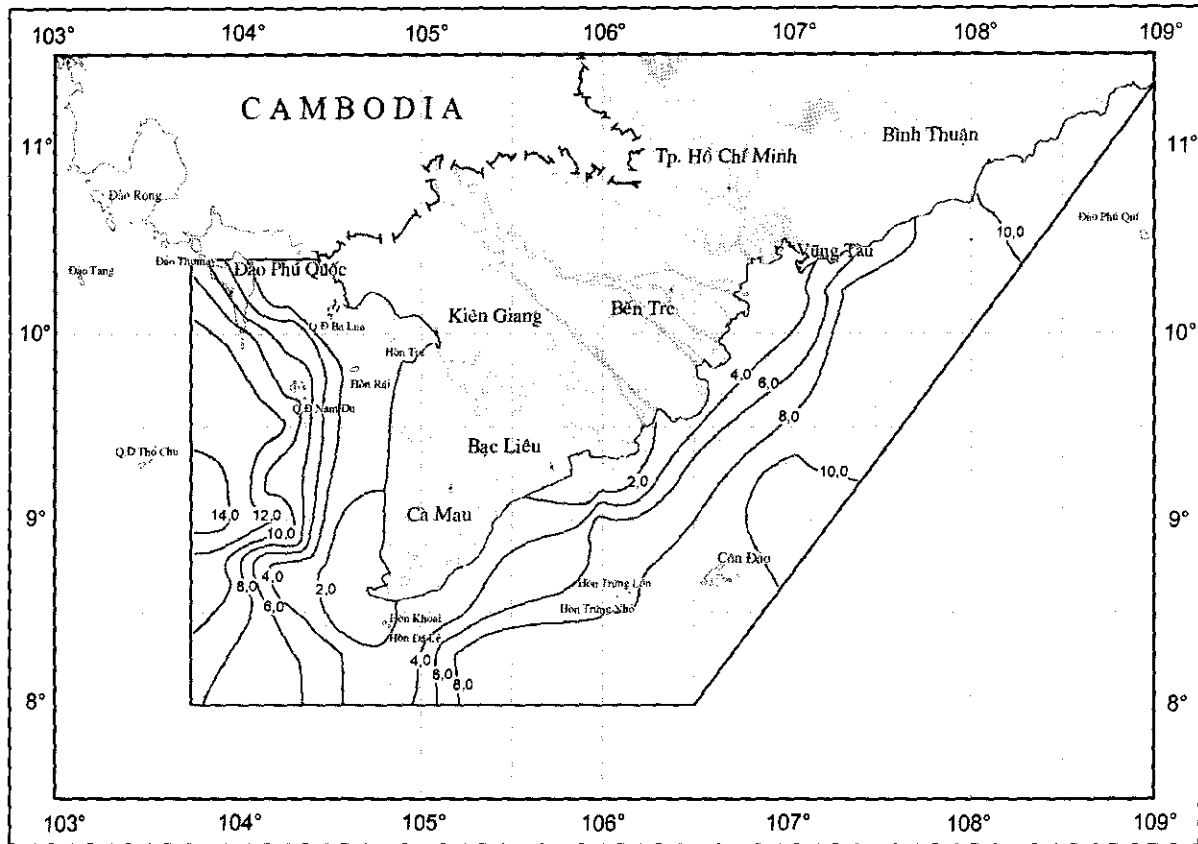 103° 104° 105° 106° 107° 108° 109°
CAMBODIA
11° 11°
Bình Thuận
Tp. Hồ Chí Minh
Đảo Rong
Đảo Phú Quí
10,0
Vũng Tàu
Đảo Tang
Đảo Phú Quốc
Bến Tre
Kiên Giang
10° 10°
Hòn Tre
4,0
6,0
Hòn Rái
Q Đ Nam Du
8,0
Q Đ Thổ Chu
Bạc Liêu
10,0
2,0
14,0
12,0
9° 9°
Cà Mau
10,0
Côn Đảo
4,0
8,0
2,0
Hòn Trứng Lớn
6,0
Hòn Trứng Nhỏ
Hòn Khoai
4,0
6,0
8,0
8° 8°
103° 104° 105° 106° 107° 108° 109°